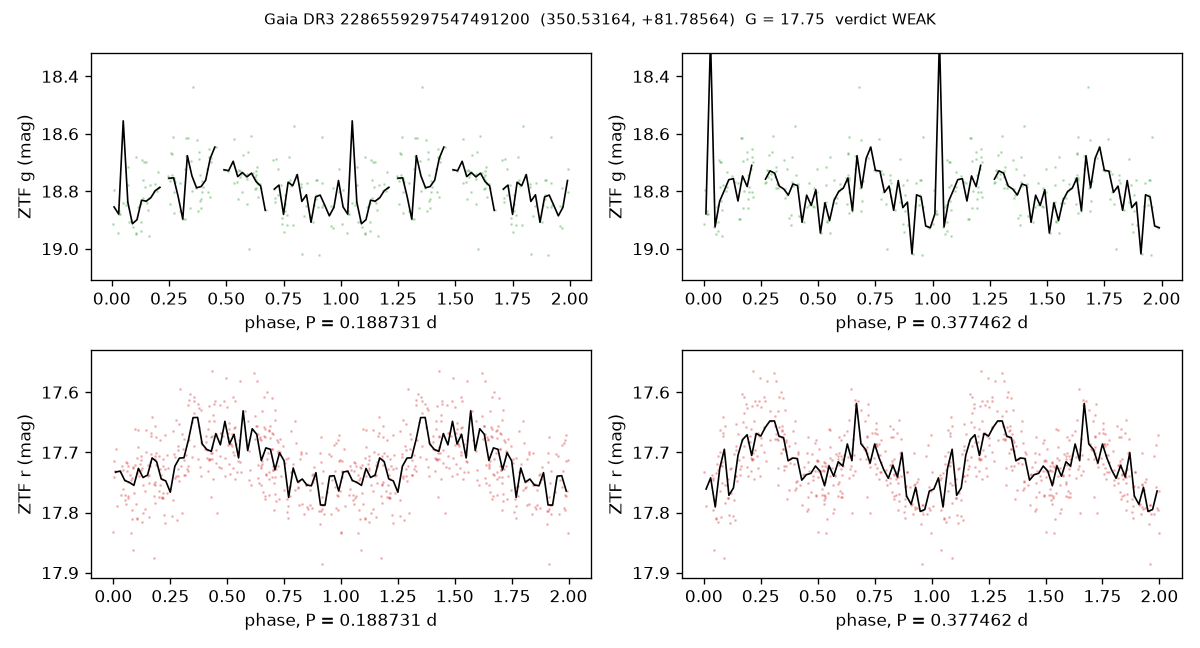 Gaia DR3 2286559297547491200 (350.53164, +81.78564) G = 17.75 verdict WEAK
ZTF g (mag)
18.4
18.6
18.8
19.0
0.00 0.25 0.50 0.75 1.00 1.25 1.50 1.75 2.00
phase, P = 0.188731 d
ZTF g (mag)
18.4
18.6
18.8
19.0
0.00 0.25 0.50 0.75 1.00 1.25 1.50 1.75 2.00
phase, P = 0.377462 d
ZTF r (mag)
17.6
17.7
17.8
17.9
0.00 0.25 0.50 0.75 1.00 1.25 1.50 1.75 2.00
phase, P = 0.188731 d
ZTF r (mag)
17.6
17.7
17.8
17.9
0.00 0.25 0.50 0.75 1.00 1.25 1.50 1.75 2.00
phase, P = 0.377462 d